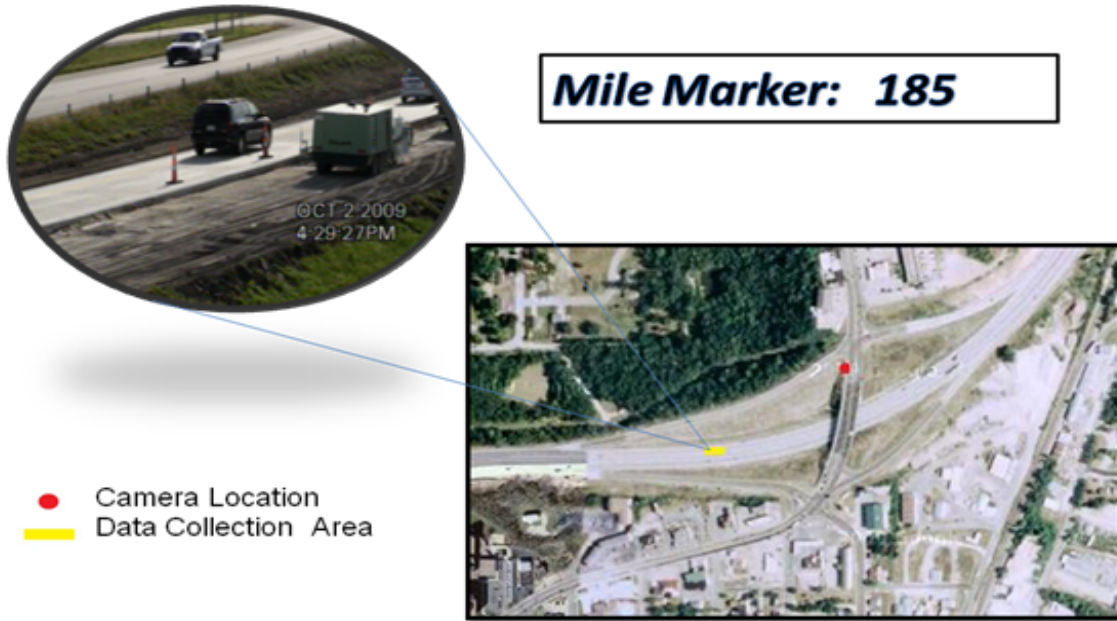 Mile Marker: 185
OCT 2 2009
4-29-27PM
Camera Location
Data Collection Area